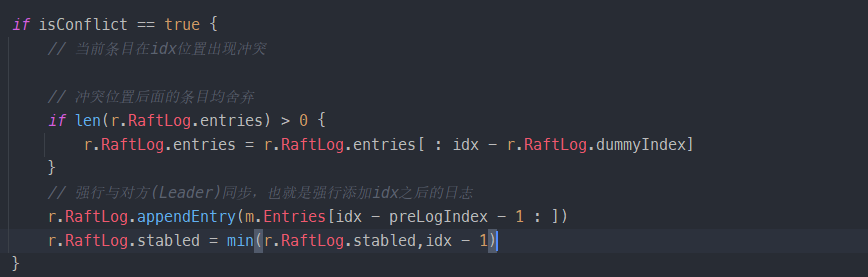 if isConflict == true {
// 当前条目在idx位置出现冲突
// 冲突位置后面的条目均舍弃
if len(r.RaftLog.entries) > 0 {
r.RaftLog.entries = r.RaftLog.entries[ : idx - r.RaftLog.dummyIndex]
}
// 强行与对方(Leader)同步，也就是强行添加idx之后的日志
r.RaftLog.appendEntry(m.Entries[idx - preLogIndex - 1 : ])
r.RaftLog.stabled = min(r.RaftLog.stabled,idx - 1)
}